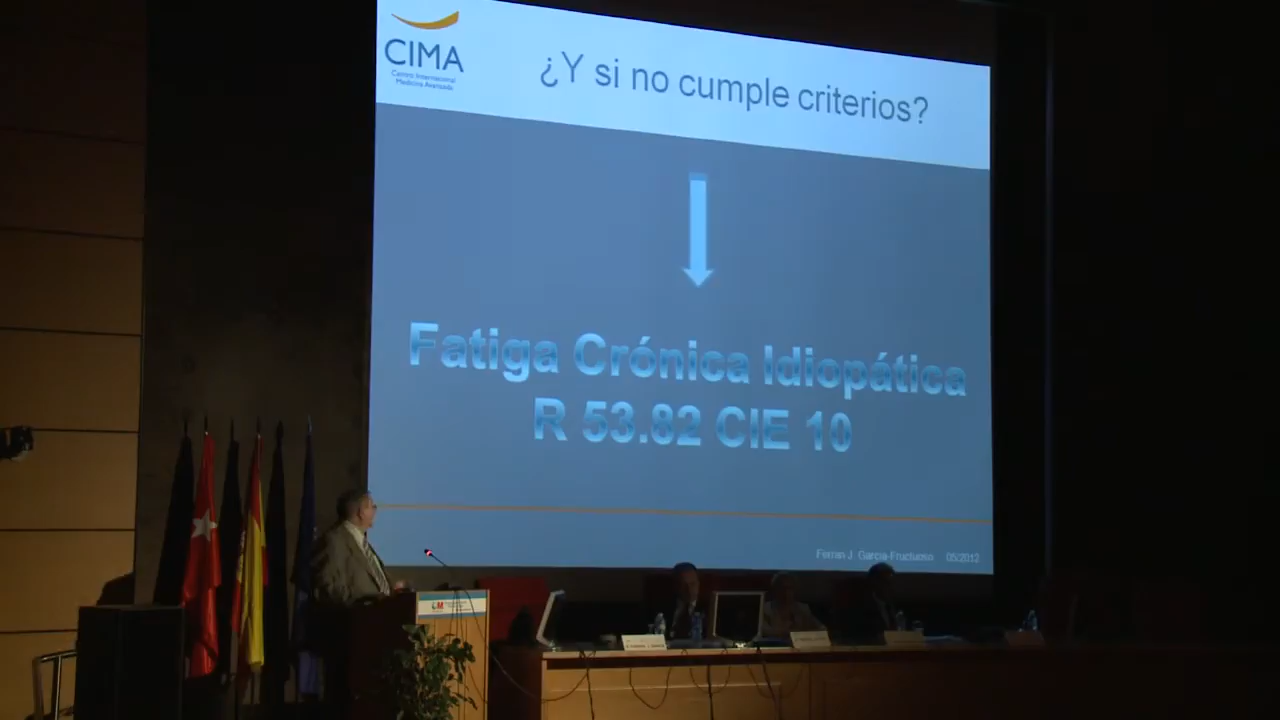 CIMA
Centro Internacional
Medicina Avanzada
¿Y si no cumple criterios?
Fatiga Crónica Idiopática
R 53.82 CIE 10
Ferran J. García-Fructuoso 05/2012